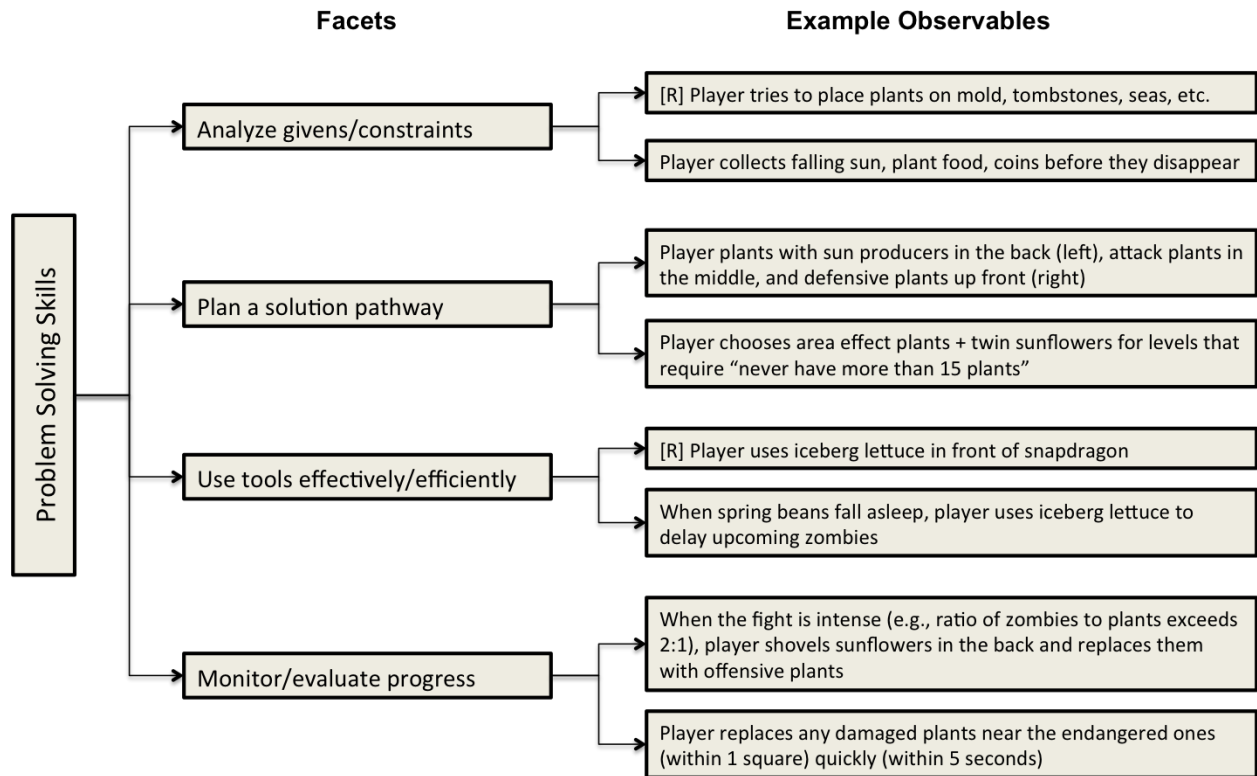 Facets
Example Observables
Problem Solving Skills
Analyze givens/constraints
[R] Player tries to place plants on mold, tombstones, seas, etc.
Player collects falling sun, plant food, coins before they disappear
Plan a solution pathway
Player plants with sun producers in the back (left), attack plants in
the middle, and defensive plants up front (right)
Player chooses area effect plants + twin sunflowers for levels that
require “never have more than 15 plants”
Use tools effectively/efficiently
[R] Player uses iceberg lettuce in front of snapdragon
When spring beans fall asleep, player uses iceberg lettuce to
delay upcoming zombies
Monitor/evaluate progress
When the fight is intense (e.g., ratio of zombies to plants exceeds
2:1), player shovels sunflowers in the back and replaces them
with offensive plants
Player replaces any damaged plants near the endangered ones
(within 1 square) quickly (within 5 seconds)